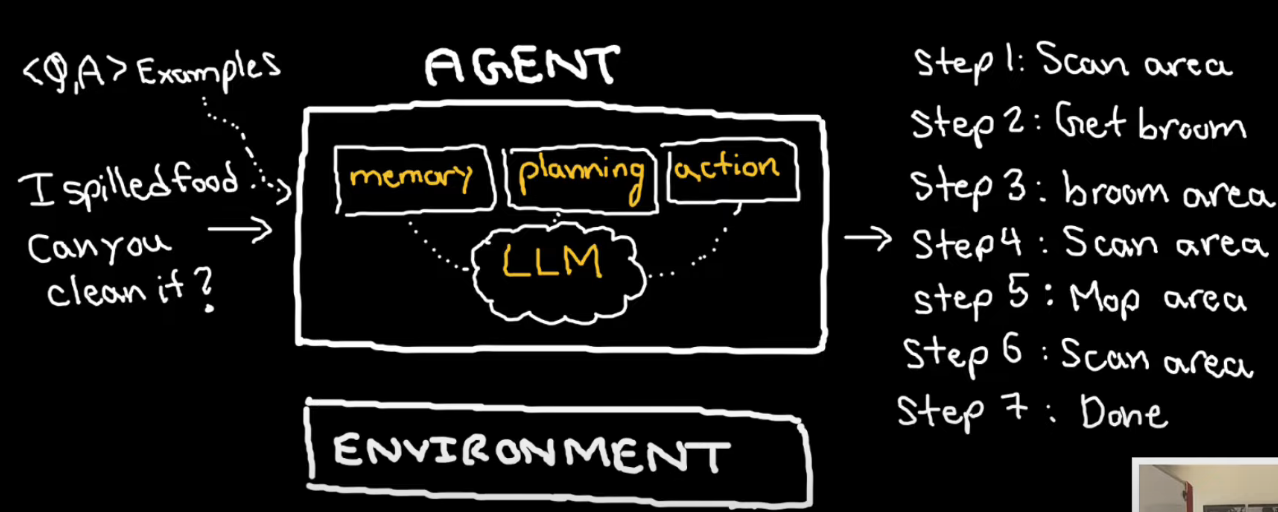 <Q,A> Examples
I spilled food.
Can you
clean it?
AGENT
memory
planning
action
LLM
ENVIRONMENT
Step 1: Scan area
Step 2: Get broom
Step 3: broom area
Step 4: Scan area
Step 5: Mop area
Step 6: Scan area
Step 7: Done